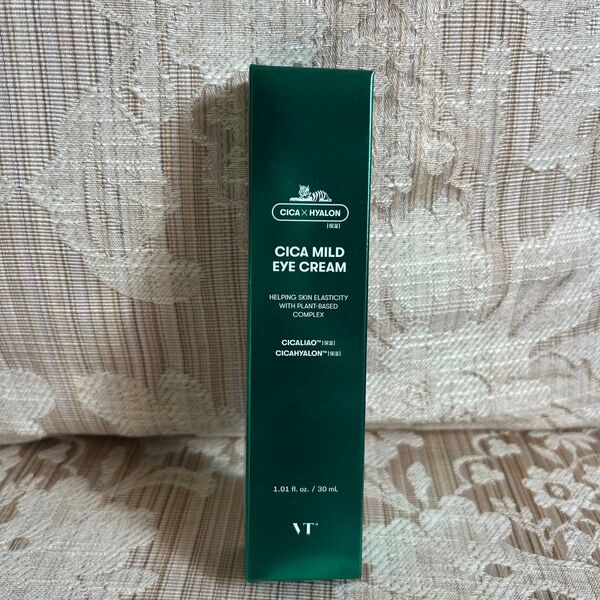 CICA × HYALON
[保湿]
CICA MILD
EYE CREAM
HELPING SKIN ELASTICITY
WITH PLANT-BASED
COMPLEX
CICALIAO™ [保湿]
CICAHYALON™ [保湿]
1.01 fl. oz. / 30 mL
VT®